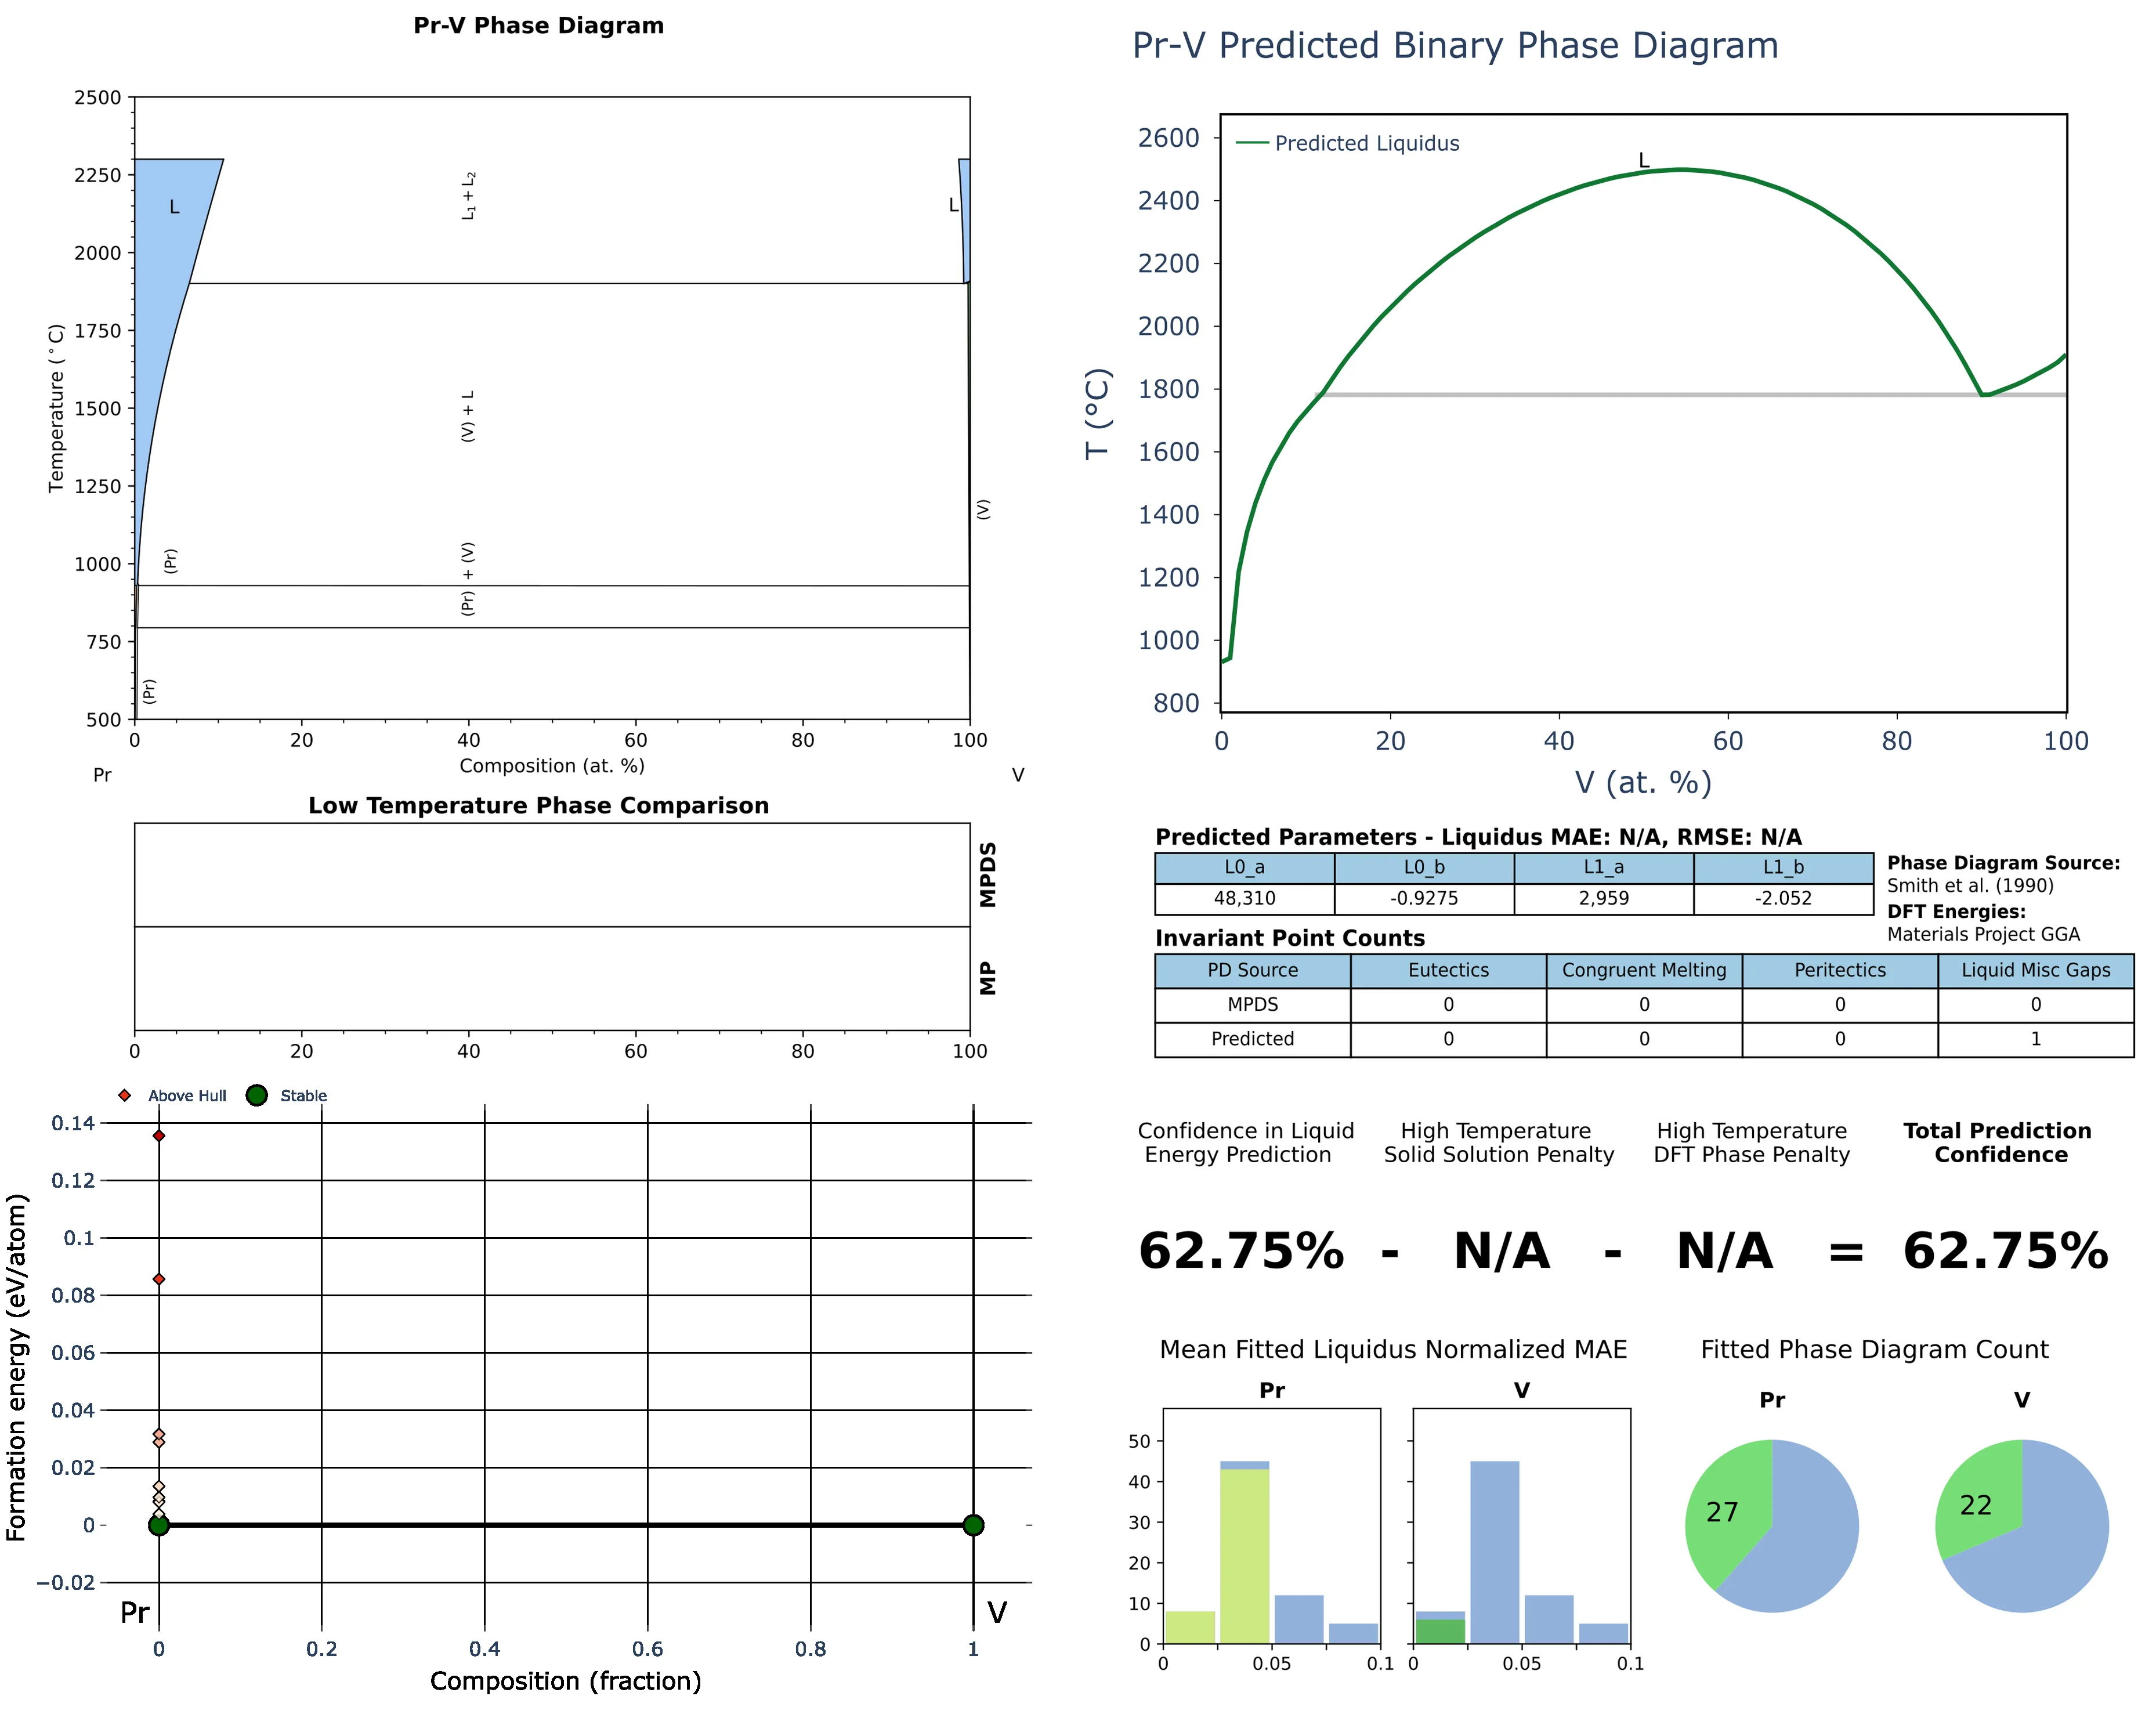 Pr-V Phase Diagram
2500
2250
2000
1750
1500
1250
1000
750
500
Temperature (°C)
L
L₁ + L₂
L
(V) + L
(V)
(Pr)
(Pr) + (V)
(Pr)
0 20 40 60 80 100
Pr Composition (at. %) V
Pr-V Predicted Binary Phase Diagram
Predicted Liquidus
L
2600
2400
2200
2000
1800
1600
1400
1200
1000
800
T (°C)
0 20 40 60 80 100
V (at. %)
Low Temperature Phase Comparison
MPDS
MP
0 20 40 60 80 100
Predicted Parameters - Liquidus MAE: N/A, RMSE: N/A
L0_a L0_b L1_a L1_b
48,310 -0.9275 2,959 -2.052
Phase Diagram Source:
Smith et al. (1990)
DFT Energies:
Materials Project GGA
Invariant Point Counts
PD Source Eutectics Congruent Melting Peritectics Liquid Misc Gaps
MPDS 0 0 0 0
Predicted 0 0 0 1
Above Hull Stable
0.14
0.12
0.1
0.08
0.06
0.04
0.02
0
−0.02
Formation energy (eV/atom)
Pr V
0 0.2 0.4 0.6 0.8 1
Composition (fraction)
Confidence in Liquid Energy Prediction
High Temperature Solid Solution Penalty
High Temperature DFT Phase Penalty
Total Prediction Confidence
62.75% - N/A - N/A = 62.75%
Mean Fitted Liquidus Normalized MAE
Pr V
50
40
30
20
10
0
0 0.05 0.1 0 0.05 0.1
Fitted Phase Diagram Count
Pr V
27 22